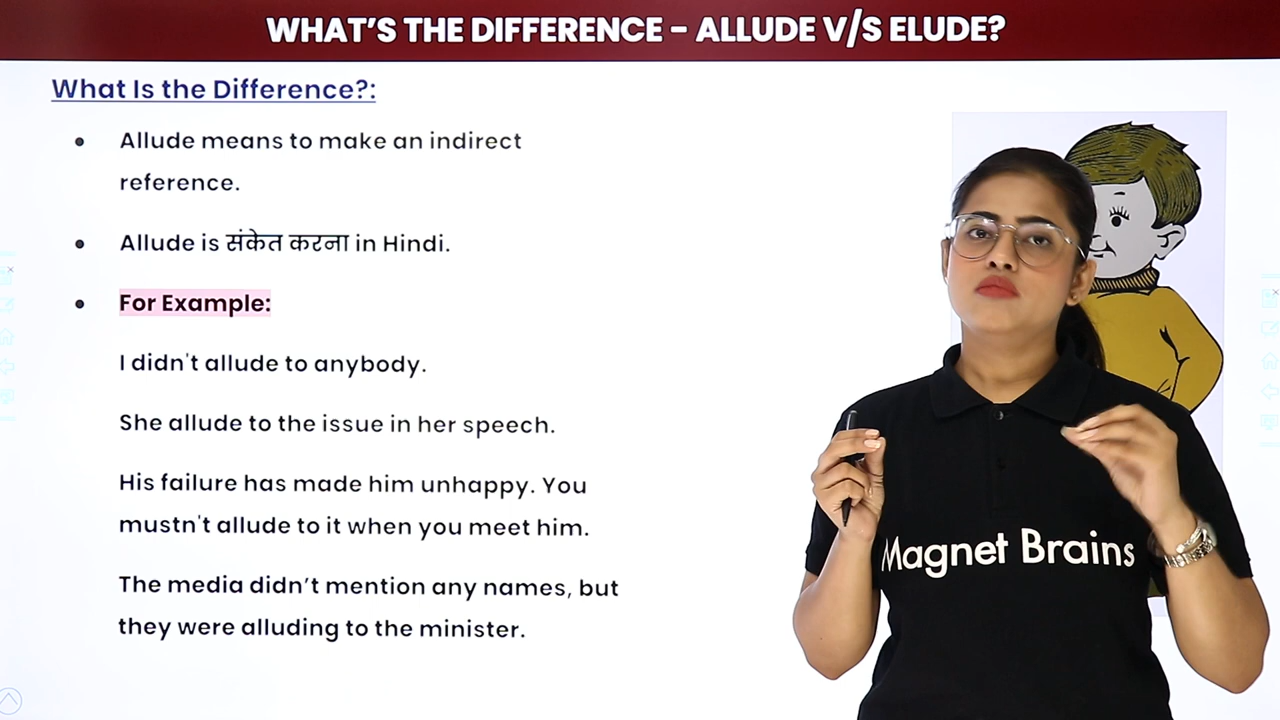 WHAT’S THE DIFFERENCE - ALLUDE V/S ELUDE?
What Is the Difference?:
• Allude means to make an indirect
reference.
• Allude is संकेत करना in Hindi.
• For Example:
I didn't allude to anybody.
She allude to the issue in her speech.
His failure has made him unhappy. You
mustn't allude to it when you meet him.
The media didn’t mention any names, but
they were alluding to the minister.
Magnet Brains